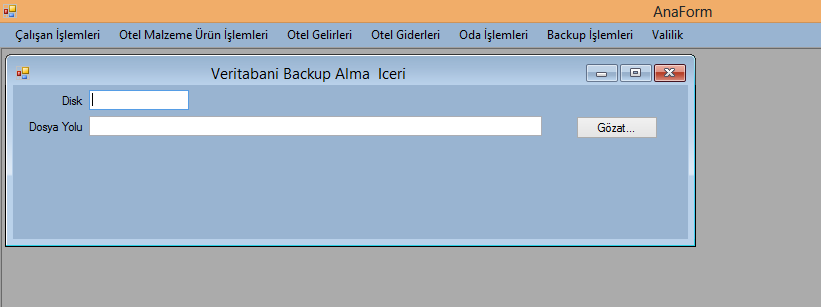 AnaForm
Çalışan İşlemleri Otel Malzeme Ürün İşlemleri Otel Gelirleri Otel Giderleri Oda İşlemleri Backup İşlemleri Valilik
Veritabani Backup Alma Iceri
Disk
Dosya Yolu Gözat...